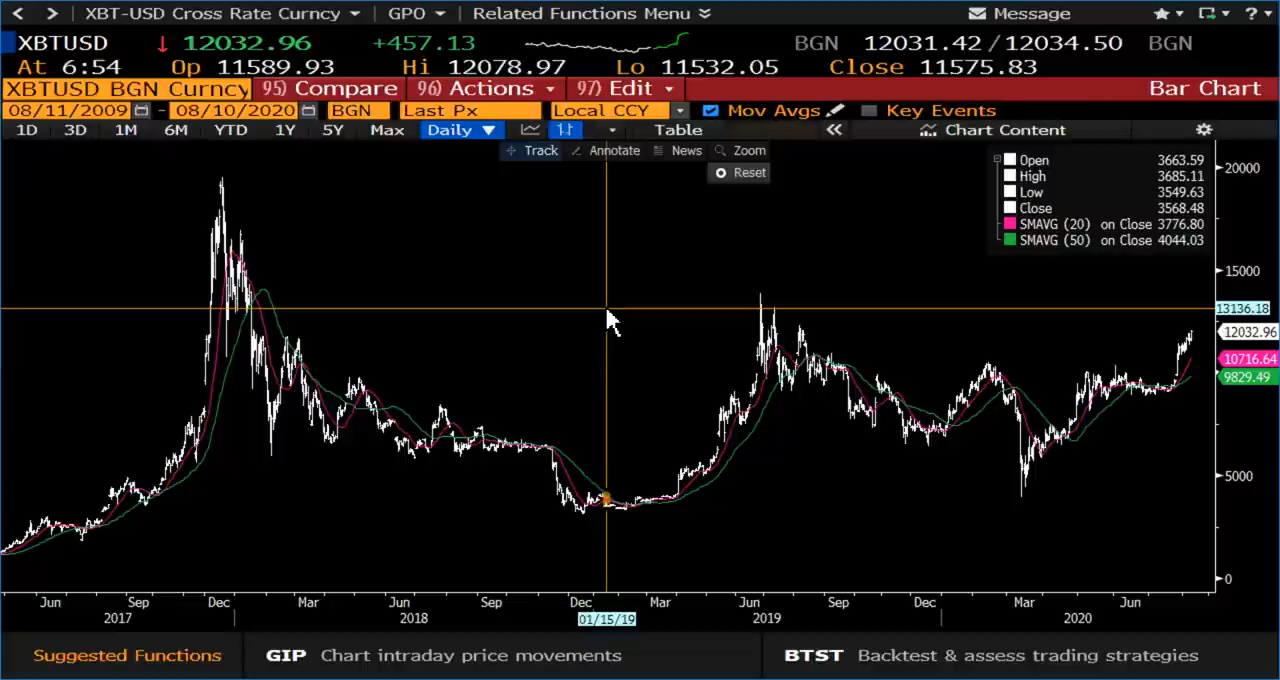 < > XBT-USD Cross Rate Curncy GPO Related Functions Menu Message ?
XBTUSD ↓ 12032.96 +457.13 BGN 12031.42/12034.50 BGN
At 6:54 Op 11589.93 Hi 12078.97 Lo 11532.05 Close 11575.83
XBTUSD BGN Curncy 95) Compare 96) Actions 97) Edit Bar Chart
08/11/2009 - 08/10/2020 BGN Last Px Local CCY Mov Avgs Key Events
1D 3D 1M 6M YTD 1Y 5Y Max Daily ▼ Table « Chart Content
Track Annotate News Zoom
Reset
Open 3663.59
High 3685.11
Low 3549.63
Close 3568.48
SMAVG (20) on Close 3776.80
SMAVG (50) on Close 4044.03
20000
15000
13136.18
12032.96
10716.64
9829.49
5000
0
Jun Sep Dec Mar Jun Sep Dec Mar Jun Sep Dec Mar Jun
2017 2018 01/15/19 2019 2020
Suggested Functions GIP Chart intraday price movements BTST Backtest & assess trading strategies